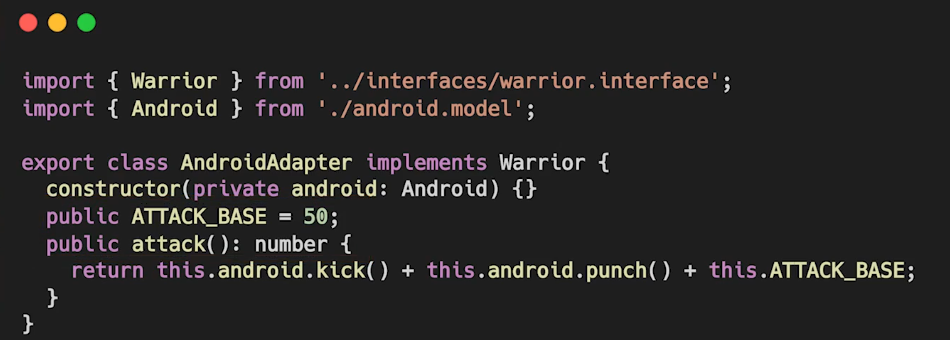 import { Warrior } from '../interfaces/warrior.interface';
import { Android } from './android.model';
export class AndroidAdapter implements Warrior {
constructor(private android: Android) {}
public ATTACK_BASE = 50;
public attack(): number {
return this.android.kick() + this.android.punch() + this.ATTACK_BASE;
}
}